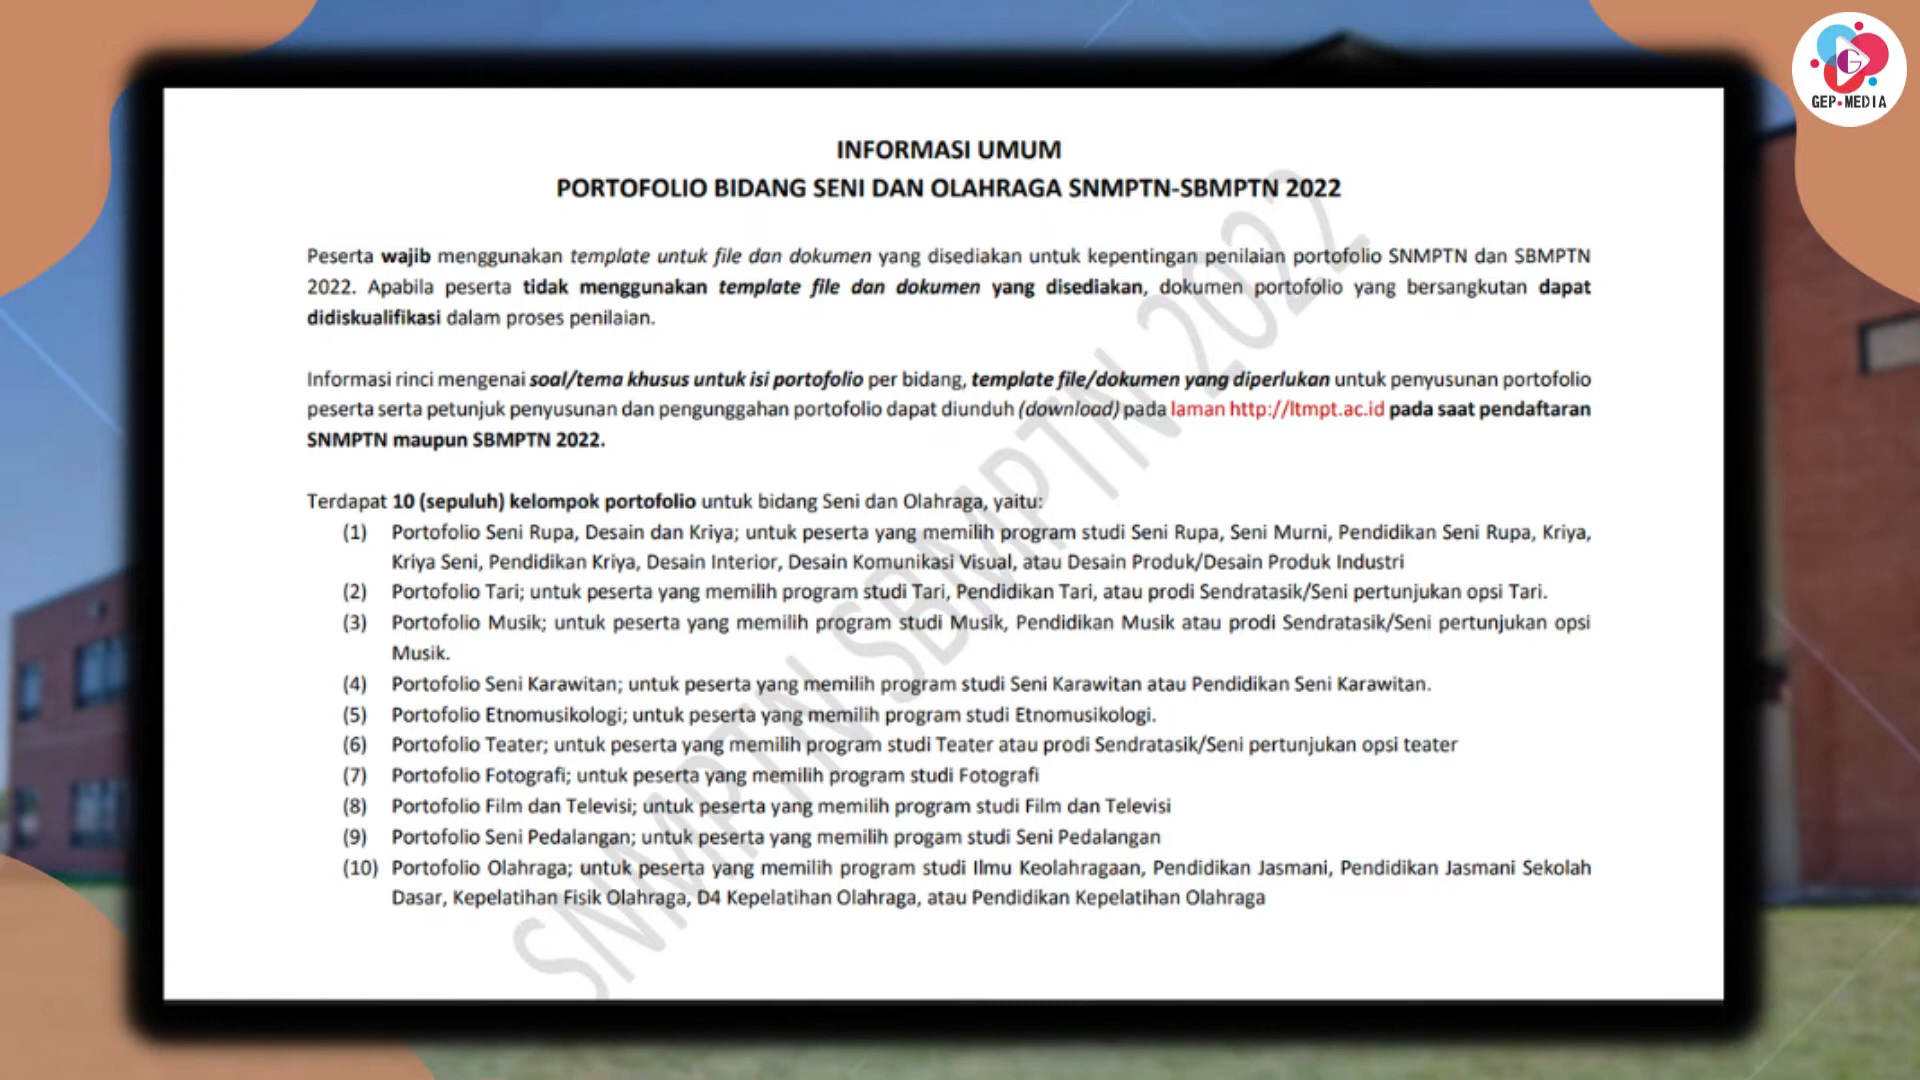 GEP•MEDIA
INFORMASI UMUM
PORTOFOLIO BIDANG SENI DAN OLAHRAGA SNMPTN-SBMPTN 2022
Peserta wajib menggunakan template untuk file dan dokumen yang disediakan untuk kepentingan penilaian portofolio SNMPTN dan SBMPTN
2022. Apabila peserta tidak menggunakan template file dan dokumen yang disediakan, dokumen portofolio yang bersangkutan dapat
didiskualifikasi dalam proses penilaian.
Informasi rinci mengenai soal/tema khusus untuk isi portofolio per bidang, template file/dokumen yang diperlukan untuk penyusunan portofolio
peserta serta petunjuk penyusunan dan pengunggahan portofolio dapat diunduh (download) pada laman http://ltmpt.ac.id pada saat pendaftaran
SNMPTN maupun SBMPTN 2022.
Terdapat 10 (sepuluh) kelompok portofolio untuk bidang Seni dan Olahraga, yaitu:
(1) Portofolio Seni Rupa, Desain dan Kriya; untuk peserta yang memilih program studi Seni Rupa, Seni Murni, Pendidikan Seni Rupa, Kriya,
Kriya Seni, Pendidikan Kriya, Desain Interior, Desain Komunikasi Visual, atau Desain Produk/Desain Produk Industri
(2) Portofolio Tari; untuk peserta yang memilih program studi Tari, Pendidikan Tari, atau prodi Sendratasik/Seni pertunjukan opsi Tari.
(3) Portofolio Musik; untuk peserta yang memilih program studi Musik, Pendidikan Musik atau prodi Sendratasik/Seni pertunjukan opsi
Musik.
(4) Portofolio Seni Karawitan; untuk peserta yang memilih program studi Seni Karawitan atau Pendidikan Seni Karawitan.
(5) Portofolio Etnomusikologi; untuk peserta yang memilih program studi Etnomusikologi.
(6) Portofolio Teater; untuk peserta yang memilih program studi Teater atau prodi Sendratasik/Seni pertunjukan opsi teater
(7) Portofolio Fotografi; untuk peserta yang memilih program studi Fotografi
(8) Portofolio Film dan Televisi; untuk peserta yang memilih program studi Film dan Televisi
(9) Portofolio Seni Pedalangan; untuk peserta yang memilih progam studi Seni Pedalangan
(10) Portofolio Olahraga; untuk peserta yang memilih program studi Ilmu Keolahragaan, Pendidikan Jasmani, Pendidikan Jasmani Sekolah
Dasar, Kepelatihan Fisik Olahraga, D4 Kepelatihan Olahraga, atau Pendidikan Kepelatihan Olahraga
SNMPTN SBMPTN 2022